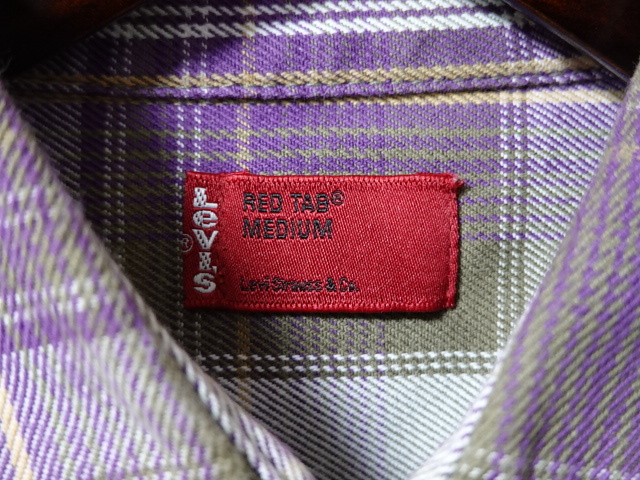 LeVI'S
®
RED TAB®
MEDIUM
Levi Strauss & Co.